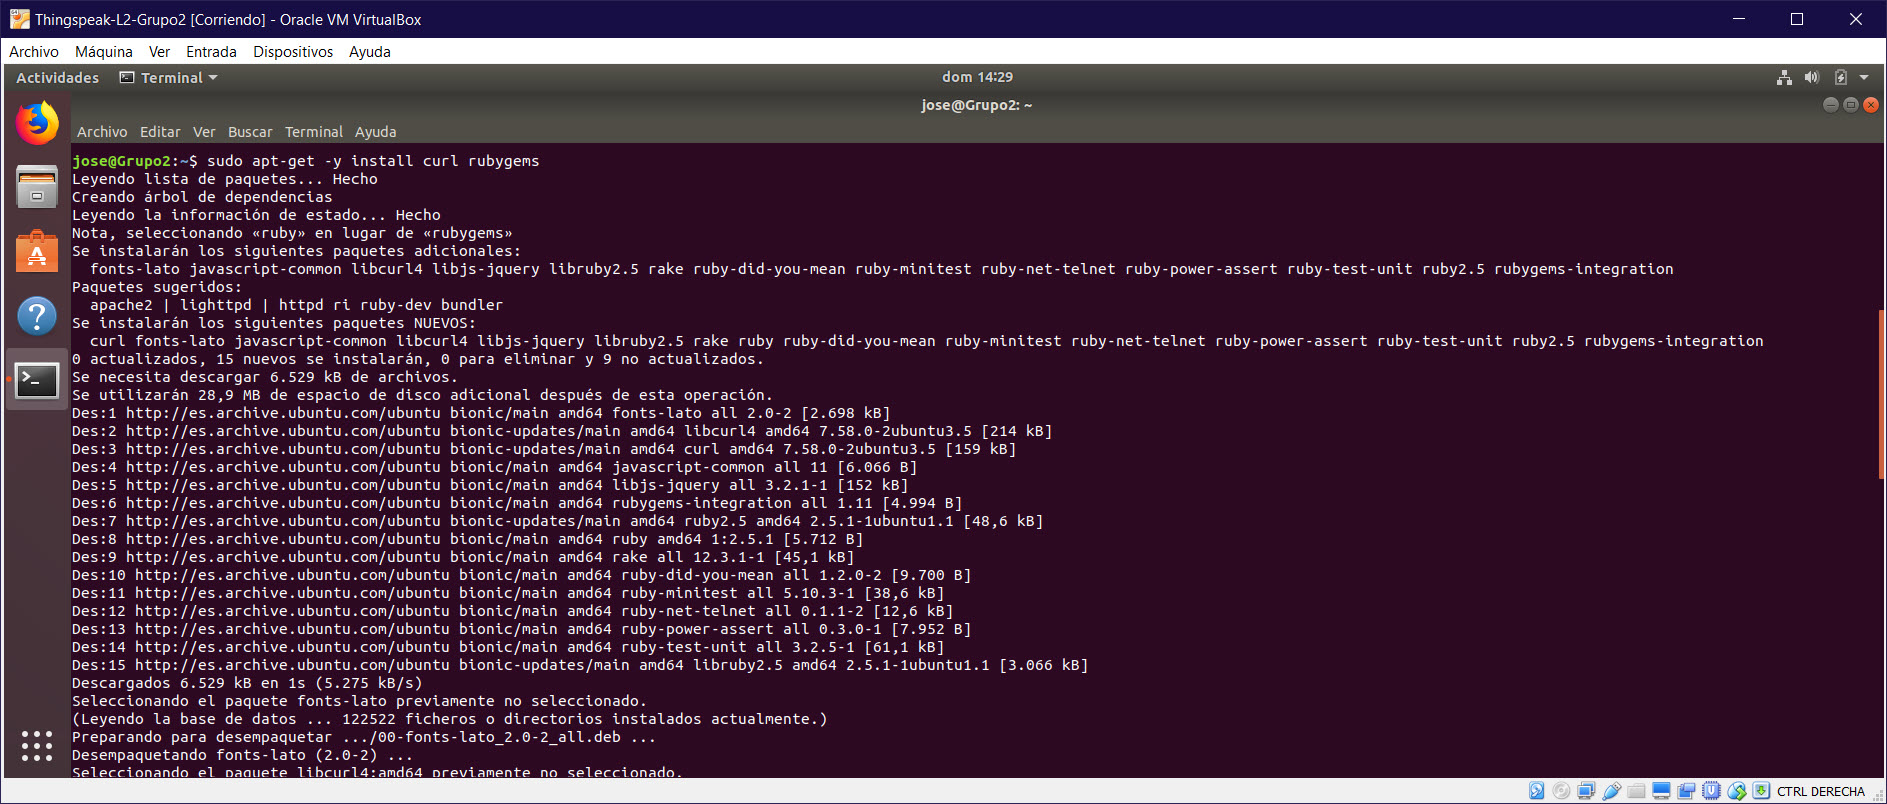 Thingspeak-L2-Grupo2 [Corriendo] - Oracle VM VirtualBox
Archivo Máquina Ver Entrada Dispositivos Ayuda
Actividades Terminal dom 14:29
jose@Grupo2: ~
Archivo Editar Ver Buscar Terminal Ayuda
jose@Grupo2:~$ sudo apt-get -y install curl rubygems
Leyendo lista de paquetes... Hecho
Creando árbol de dependencias
Leyendo la información de estado... Hecho
Nota, seleccionando «ruby» en lugar de «rubygems»
Se instalarán los siguientes paquetes adicionales:
fonts-lato javascript-common libcurl4 libjs-jquery libruby2.5 rake ruby-did-you-mean ruby-minitest ruby-net-telnet ruby-power-assert ruby-test-unit ruby2.5 rubygems-integration
Paquetes sugeridos:
apache2 | lighttpd | httpd ri ruby-dev bundler
Se instalarán los siguientes paquetes NUEVOS:
curl fonts-lato javascript-common libcurl4 libjs-jquery libruby2.5 rake ruby ruby-did-you-mean ruby-minitest ruby-net-telnet ruby-power-assert ruby-test-unit ruby2.5 rubygems-integration
0 actualizados, 15 nuevos se instalarán, 0 para eliminar y 9 no actualizados.
Se necesita descargar 6.529 kB de archivos.
Se utilizarán 28,9 MB de espacio de disco adicional después de esta operación.
Des:1 http://es.archive.ubuntu.com/ubuntu bionic/main amd64 fonts-lato all 2.0-2 [2.698 kB]
Des:2 http://es.archive.ubuntu.com/ubuntu bionic-updates/main amd64 libcurl4 amd64 7.58.0-2ubuntu3.5 [214 kB]
Des:3 http://es.archive.ubuntu.com/ubuntu bionic-updates/main amd64 curl amd64 7.58.0-2ubuntu3.5 [159 kB]
Des:4 http://es.archive.ubuntu.com/ubuntu bionic/main amd64 javascript-common all 11 [6.066 B]
Des:5 http://es.archive.ubuntu.com/ubuntu bionic/main amd64 libjs-jquery all 3.2.1-1 [152 kB]
Des:6 http://es.archive.ubuntu.com/ubuntu bionic/main amd64 rubygems-integration all 1.11 [4.994 B]
Des:7 http://es.archive.ubuntu.com/ubuntu bionic-updates/main amd64 ruby2.5 amd64 2.5.1-1ubuntu1.1 [48,6 kB]
Des:8 http://es.archive.ubuntu.com/ubuntu bionic/main amd64 ruby amd64 1:2.5.1 [5.712 B]
Des:9 http://es.archive.ubuntu.com/ubuntu bionic/main amd64 rake all 12.3.1-1 [45,1 kB]
Des:10 http://es.archive.ubuntu.com/ubuntu bionic/main amd64 ruby-did-you-mean all 1.2.0-2 [9.700 B]
Des:11 http://es.archive.ubuntu.com/ubuntu bionic/main amd64 ruby-minitest all 5.10.3-1 [38,6 kB]
Des:12 http://es.archive.ubuntu.com/ubuntu bionic/main amd64 ruby-net-telnet all 0.1.1-2 [12,6 kB]
Des:13 http://es.archive.ubuntu.com/ubuntu bionic/main amd64 ruby-power-assert all 0.3.0-1 [7.952 B]
Des:14 http://es.archive.ubuntu.com/ubuntu bionic/main amd64 ruby-test-unit all 3.2.5-1 [61,1 kB]
Des:15 http://es.archive.ubuntu.com/ubuntu bionic-updates/main amd64 libruby2.5 amd64 2.5.1-1ubuntu1.1 [3.066 kB]
Descargados 6.529 kB en 1s (5.275 kB/s)
Seleccionando el paquete fonts-lato previamente no seleccionado.
(Leyendo la base de datos ... 122522 ficheros o directorios instalados actualmente.)
Preparando para desempaquetar .../00-fonts-lato_2.0-2_all.deb ...
Desempaquetando fonts-lato (2.0-2) ...
Seleccionando el paquete libcurl4:amd64 previamente no seleccionado.
CTRL DERECHA